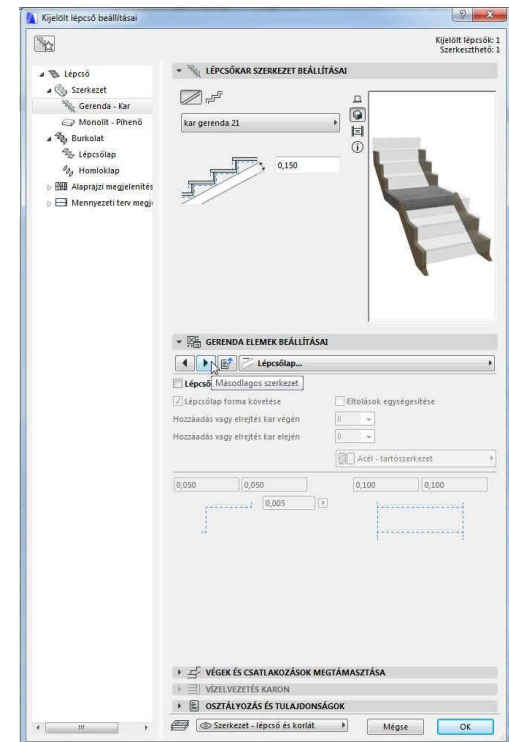 Kijelölt lépcső beállításai
Kijelölt lépcsők: 1
Szerkeszthető: 1
Lépcső
Szerkezet
Gerenda - Kar
Monolit - Pihenő
Burkolat
Lépcsőlap
Homloklap
Alaprajzi megjelenítés
Mennyezeti terv megj
LÉPCSŐKAR SZERKEZET BEÁLLÍTÁSAI
kar gerenda 21
0,150
GERENDA ELEMEK BEÁLLÍTÁSAI
Lépcsőlap...
Lépcső
Másodlagos szerkezet
Lépcsőlap forma követése
Eltolások egységesítése
Hozzáadás vagy elrejtés kar végén
0
Hozzáadás vagy elrejtés kar elején
0
Acél - tartószerkezet
0,050 0,050 0,100 0,100
0,005
VÉGEK ÉS CSATLAKOZÁSOK MEGTÁMASZTÁSA
VÍZELVEZETÉS KARON
OSZTÁLYOZÁS ÉS TULAJDONSÁGOK
Szerkezet - lépcső és korlát
Mégse
OK